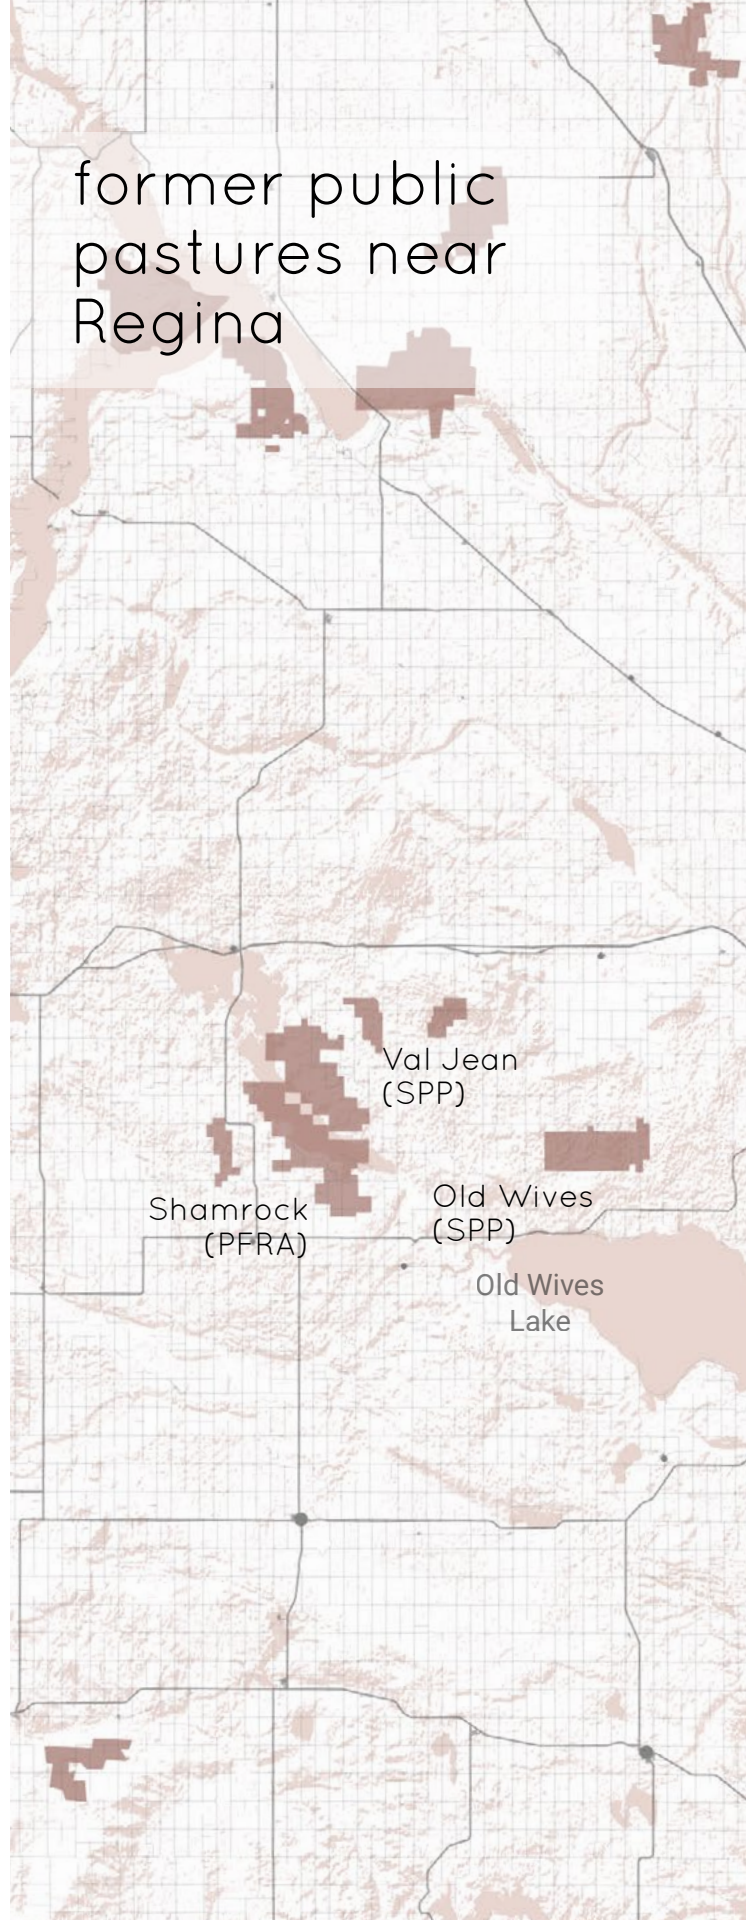 former public
pastures near
Regina
Val Jean
(SPP)
Shamrock
(PFRA)
Old Wives
(SPP)
Old Wives
Lake